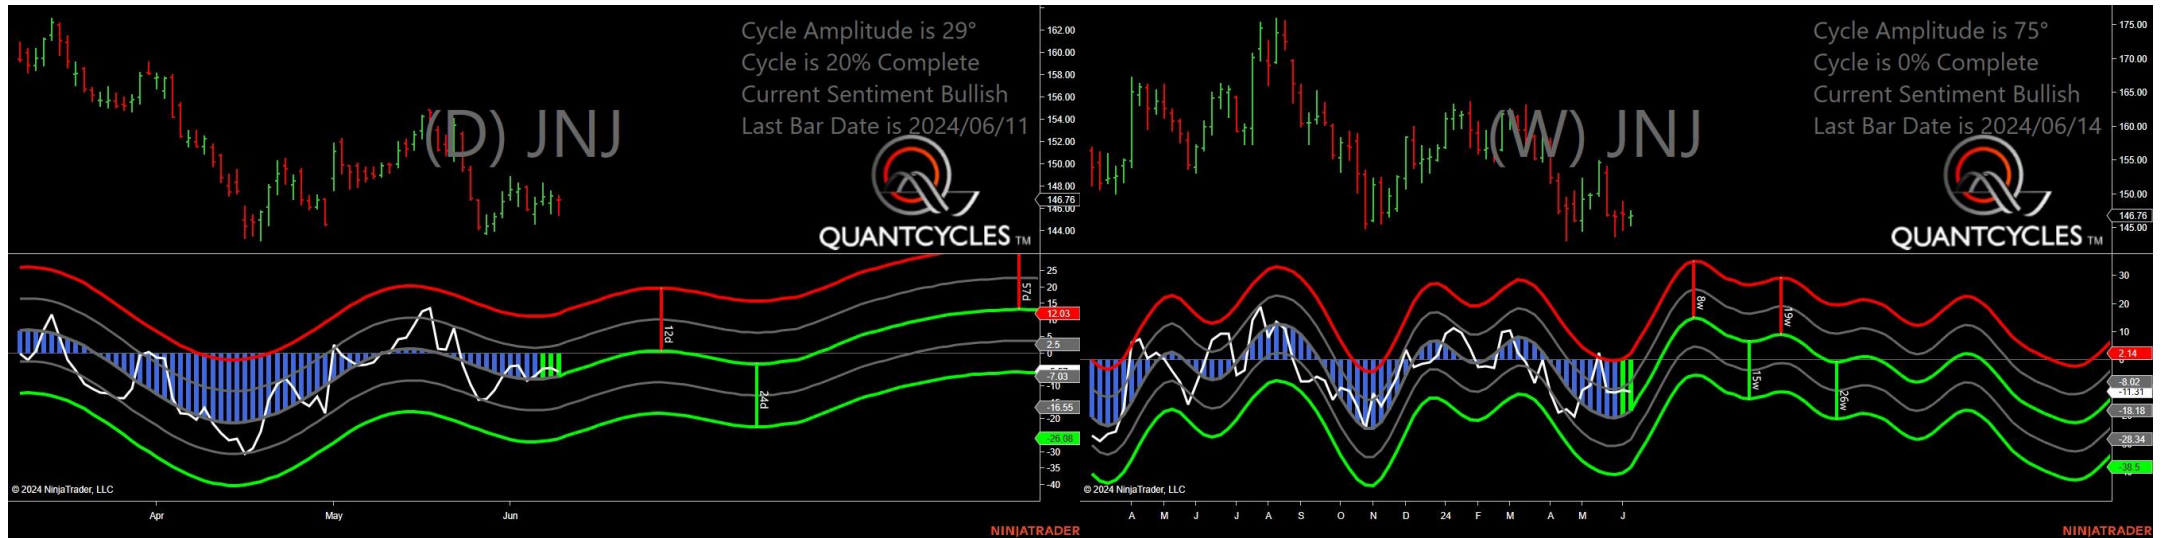 Cycle Amplitude is 29°
Cycle is 20% Complete
Current Sentiment Bullish
Last Bar Date is 2024/06/11
(D) JNJ
QUANTCYCLES TM
162.00
160.00
158.00
156.00
154.00
152.00
150.00
148.00
146.76
146.00
144.00
25
20
15
12.03
10
5
2.5
0
-7.03
-10
-16.55
-20
-26.08
-30
-35
-40
12d
24d
57d
© 2024 NinjaTrader, LLC
Apr
May
Jun
NINJATRADER
Cycle Amplitude is 75°
Cycle is 0% Complete
Current Sentiment Bullish
Last Bar Date is 2024/06/14
(W) JNJ
QUANTCYCLES TM
175.00
170.00
165.00
160.00
155.00
150.00
146.76
145.00
30
20
10
2.14
-8.02
-11.31
-18.18
-28.34
-38.5
8w
19w
15w
26w
© 2024 NinjaTrader, LLC
A M J J A S O N D 24 F M A M J
NINJATRADER